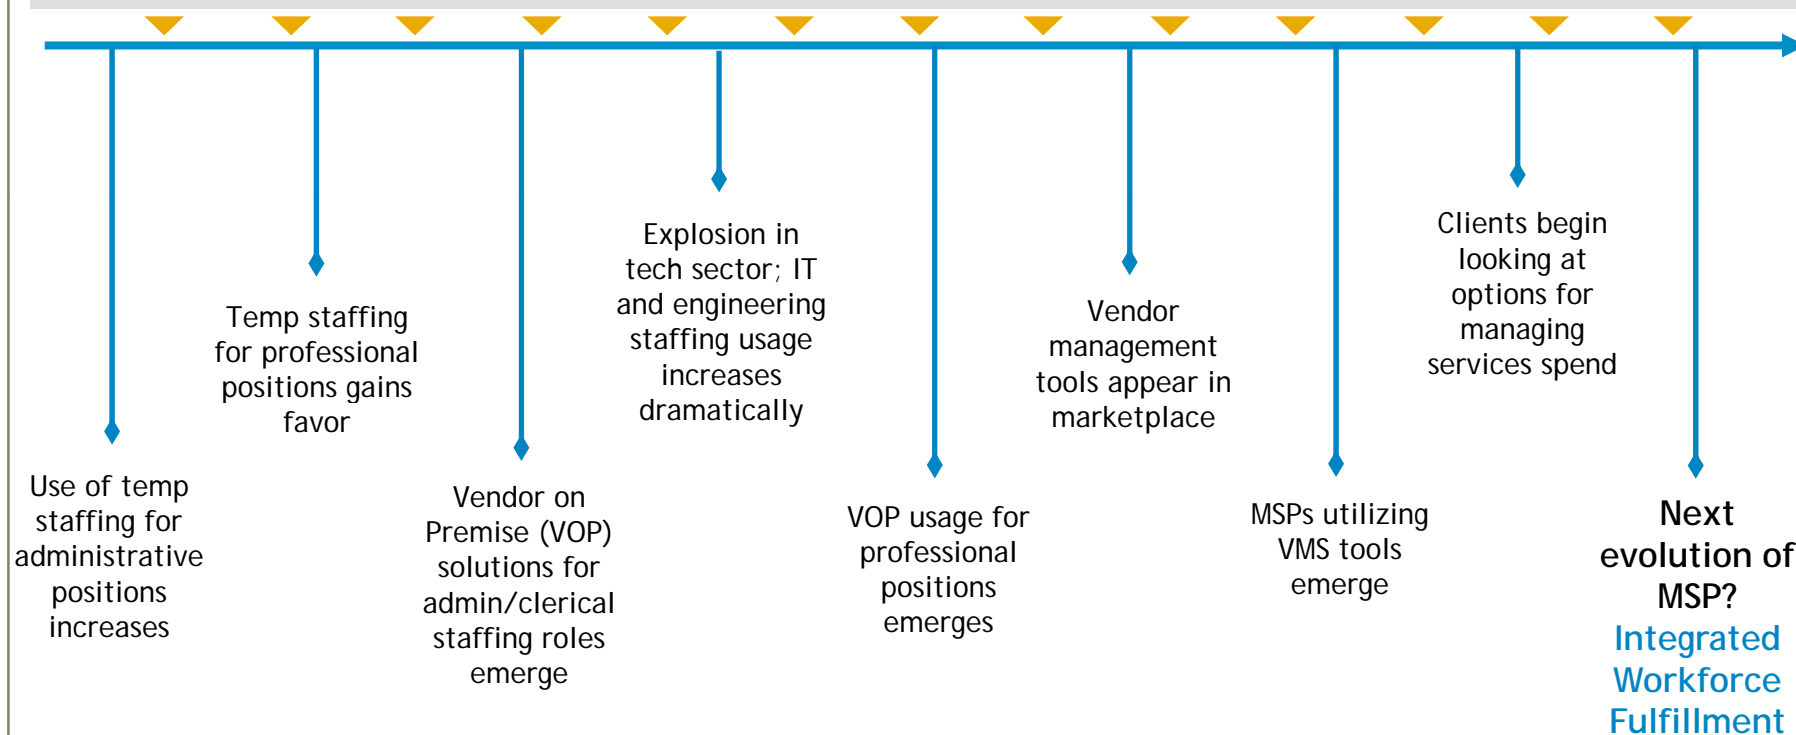 Use of temp
staffing for
administrative
positions
increases
Temp staffing
for professional
positions gains
favor
Vendor on
Premise (VOP)
solutions for
admin/clerical
staffing roles
emerge
Explosion in
tech sector; IT
and engineering
staffing usage
increases
dramatically
VOP usage for
professional
positions
emerges
Vendor
management
tools appear in
marketplace
MSPs utilizing
VMS tools
emerge
Clients begin
looking at
options for
managing
services spend
Next
evolution of
MSP?
Integrated
Workforce
Fulfillment